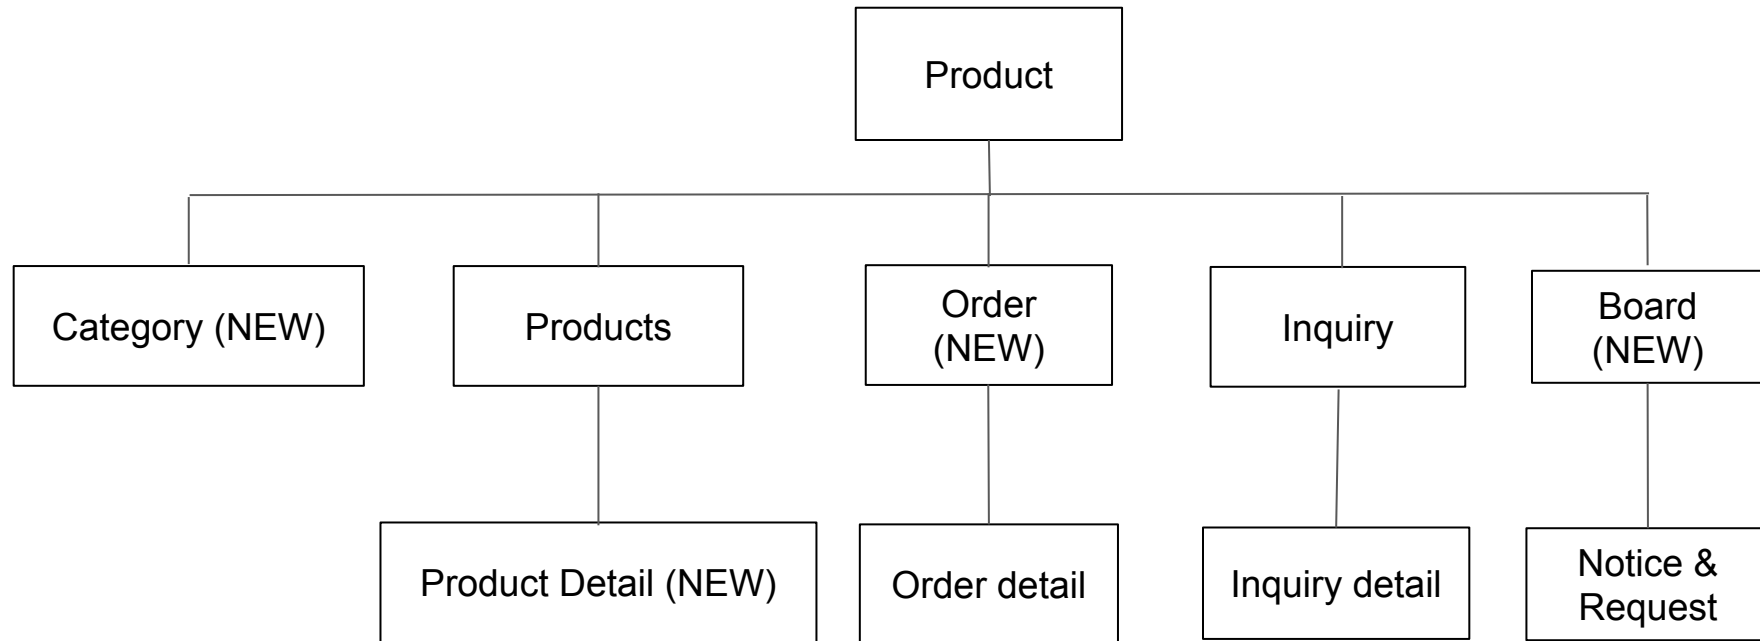 Product
Category (NEW)
Products
Order
(NEW)
Inquiry
Board
(NEW)
Product Detail (NEW)
Order detail
Inquiry detail
Notice &
Request